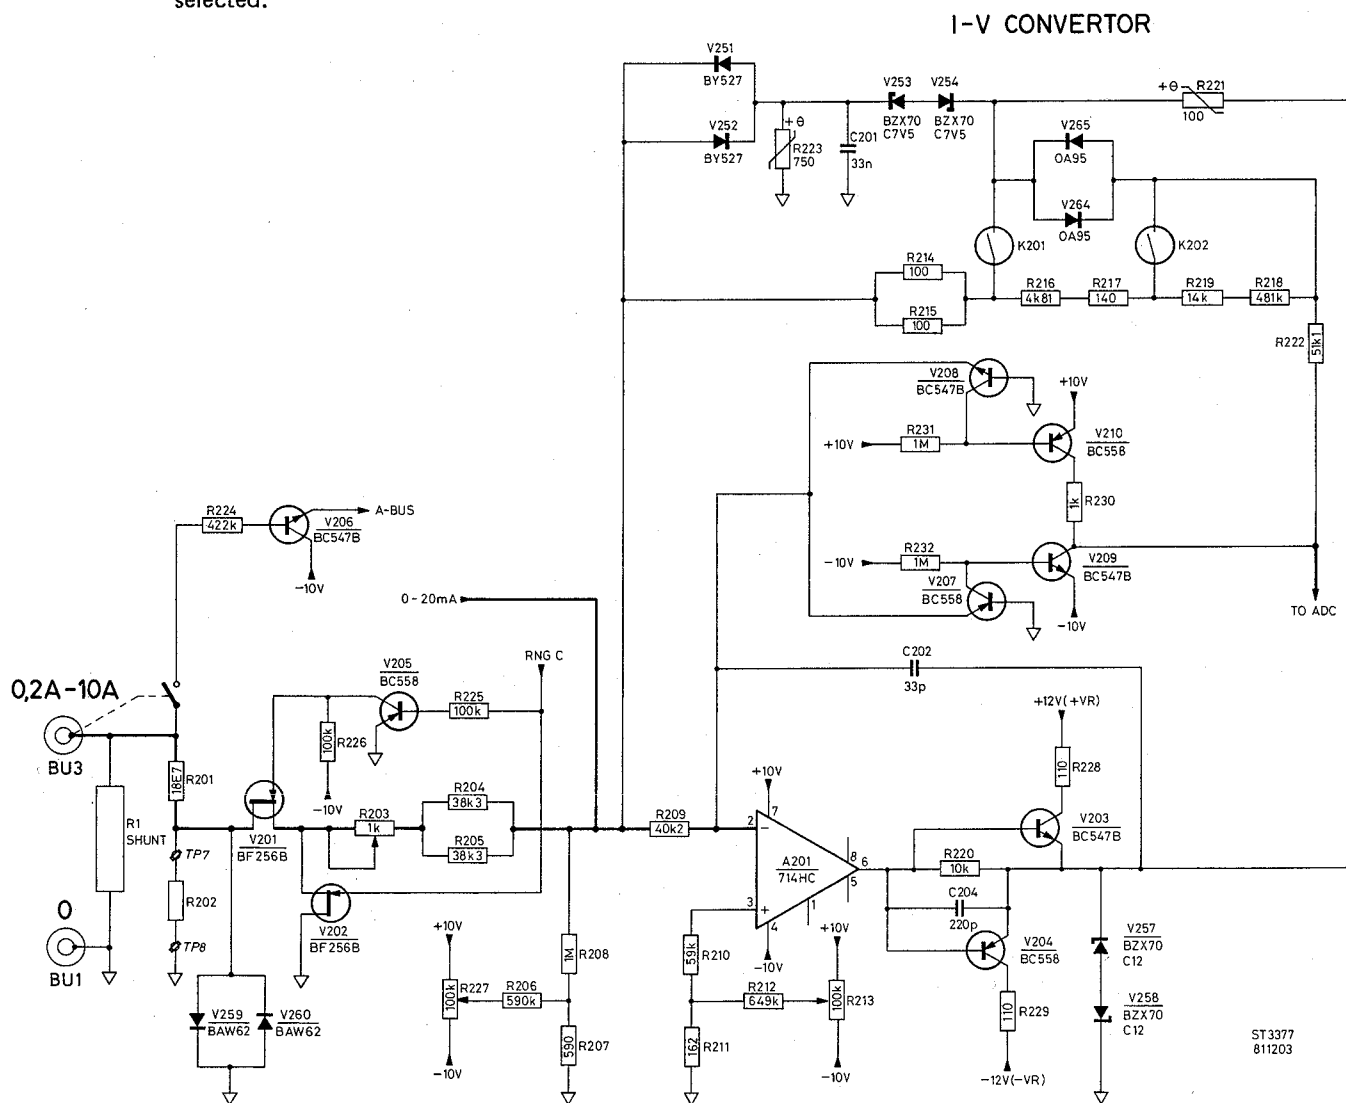 selected.
I-V CONVERTOR
V251
BY527
V252
BY527
+Θ
R223
750
C201
33n
V253
BZX70
C7V5
V254
BZX70
C7V5
+Θ
R221
100
V265
OA95
V264
OA95
K201
K202
R214
100
R215
100
R216
4k81
R217
140
R219
14k
R218
481k
R222
51k1
V208
BC547B
+10V
R231
1M
+10V
V210
BC558
R230
1k
-10V
R232
1M
V209
BC547B
V207
BC558
-10V
TO ADC
R224
422k
V206
BC547B
A-BUS
-10V
0-20mA
RNG C
C202
33p
0,2A-10A
BU3
V205
BC558
R225
100k
R226
100k
-10V
+12V(+VR)
R228
110
V203
BC547B
R201
18E7
R1
SHUNT
V201
BF256B
R203
1k
R204
38k3
R205
38k3
R209
40k2
+10V
7
2
-
A201
714HC
8
6
5
3
+
4
1
-10V
R220
10k
C204
220p
V204
BC558
R229
110
-12V(-VR)
V257
BZX70
C12
V258
BZX70
C12
TP7
R202
TP8
0
BU1
V202
BF256B
V259
BAW62
V260
BAW62
+10V
R227
100k
-10V
R206
590k
R208
1M
R207
590
R210
59k
R211
162
R212
649k
+10V
R213
100k
-10V
ST3377
811203